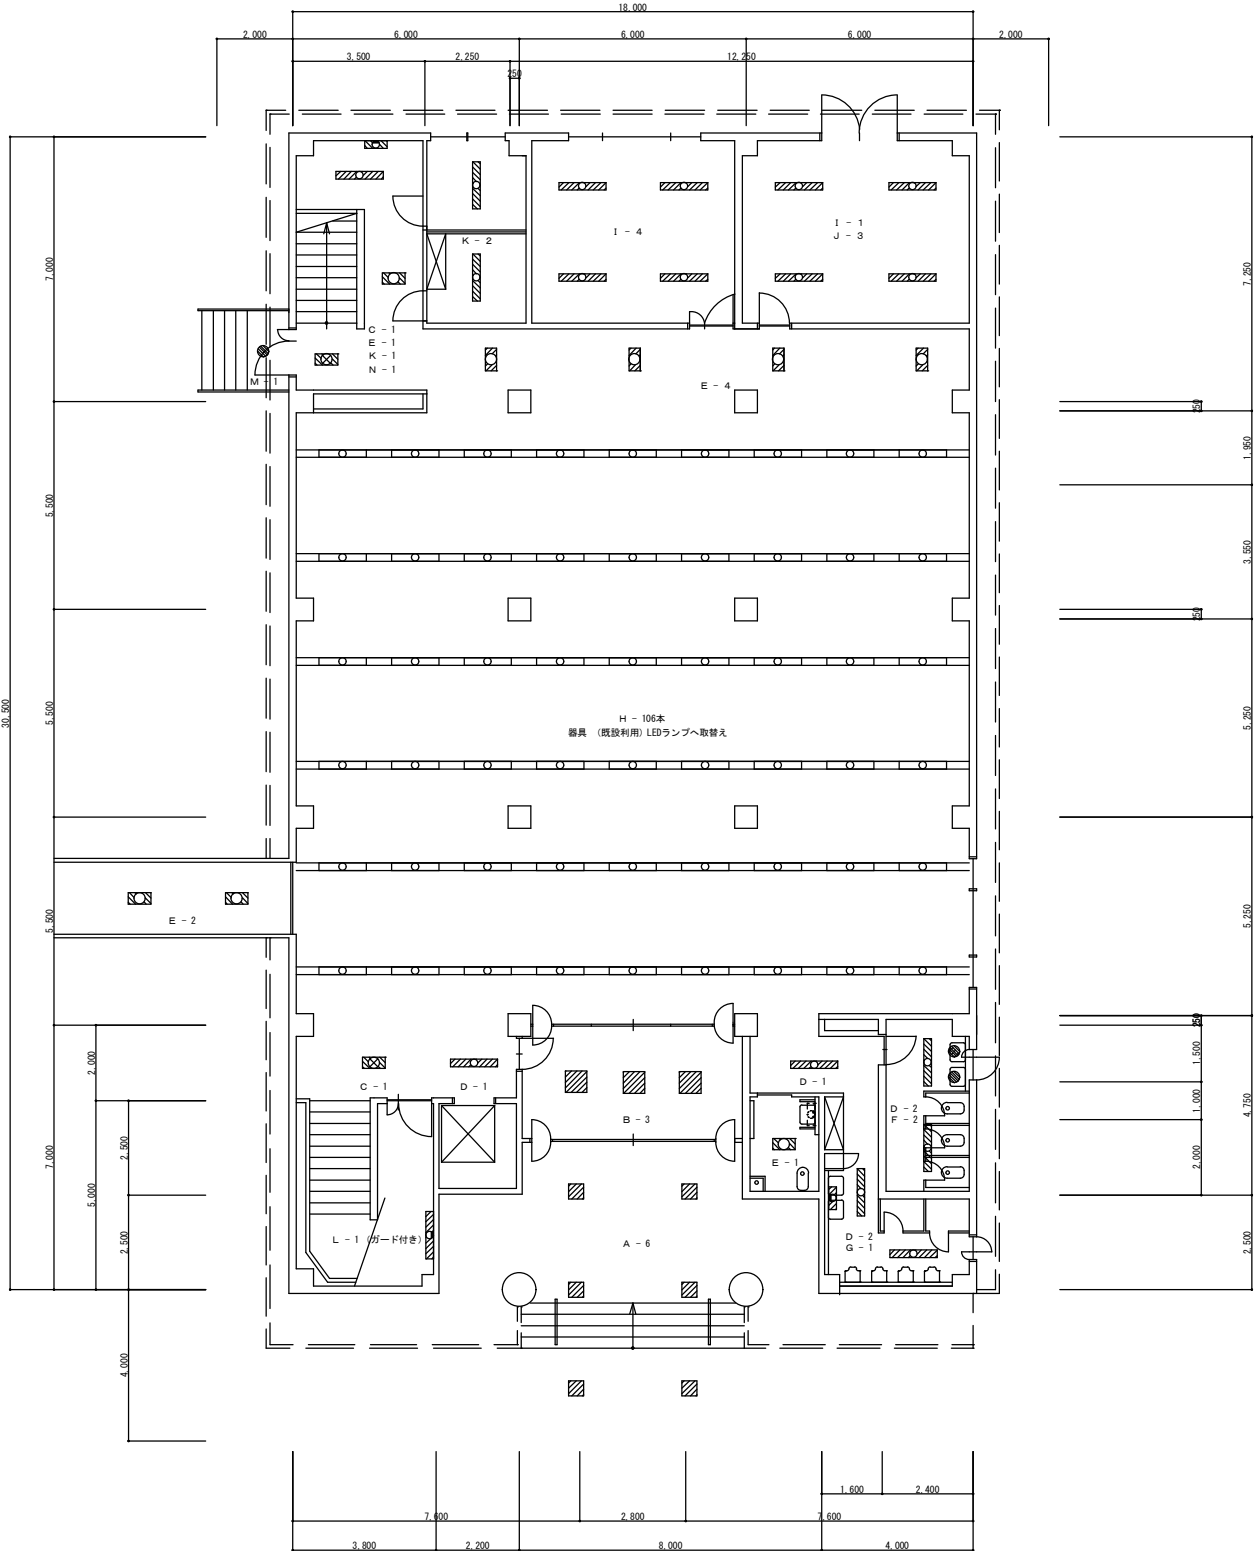 18.000
2.000
6.000
6.000
6.000
2.000
3.500
2.250
12.250
250
7.000
7.250
K - 2
I - 4
I - 1
J - 3
C - 1
E - 1
K - 1
N - 1
M - 1
E - 4
250
1.950
5.500
3.550
250
30.500
5.500
5.250
H - 106本
器具 (既設利用) LEDランプへ取替え
5.500
5.250
E - 2
250
2.000
1.500
C - 1
D - 1
D - 1
1.000
4.750
B - 3
D - 2
F - 2
2.500
7.000
5.000
2.000
E - 1
2.500
L - 1 (ガード付き)
A - 6
D - 2
G - 1
2.500
4.000
1.600
2.400
7.600
2.800
7.600
3.800
2.200
8.000
4.000